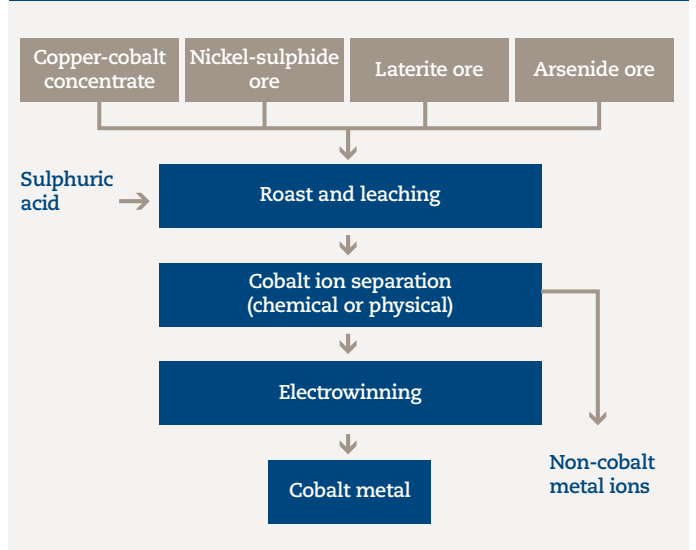 Copper-cobalt
concentrate
Nickel-sulphide
ore
Laterite ore
Arsenide ore
Sulphuric
acid
Roast and leaching
Cobalt ion separation
(chemical or physical)
Electrowinning
Non-cobalt
metal ions
Cobalt metal